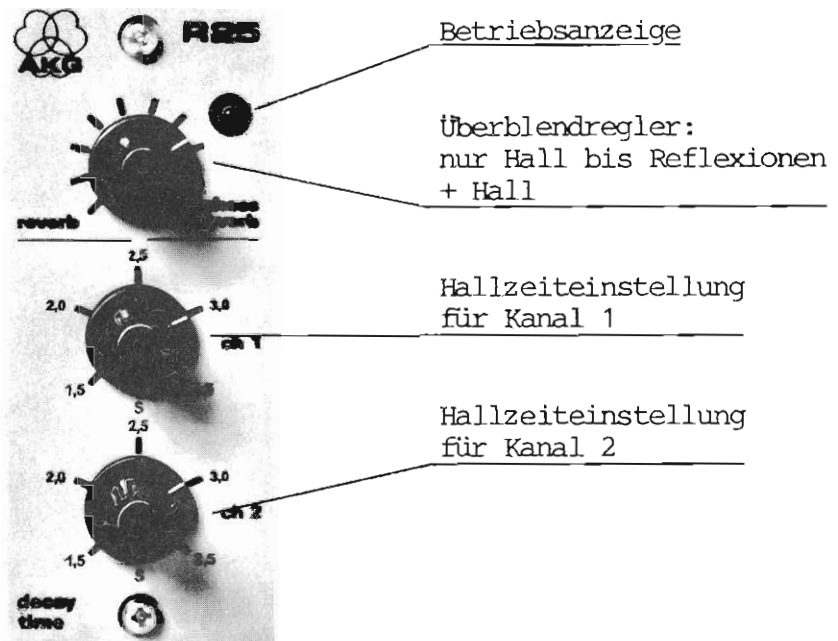 AKG
R25
Betriebsanzeige
Überblendregler:
nur Hall bis Reflexionen
+ Hall
reverb
2,5
2,0
3,0
Hallzeiteinstellung
für Kanal 1
ch 1
1,5
S
2,5
2,0
3,0
Hallzeiteinstellung
für Kanal 2
ch 2
1,5
3,5
S
decay
time